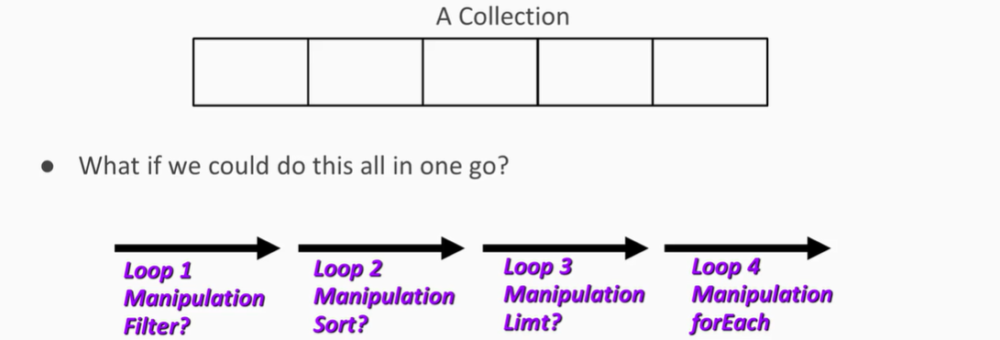 A Collection
● What if we could do this all in one go?
Loop 1
Manipulation
Filter?
Loop 2
Manipulation
Sort?
Loop 3
Manipulation
Limt?
Loop 4
Manipulation
forEach